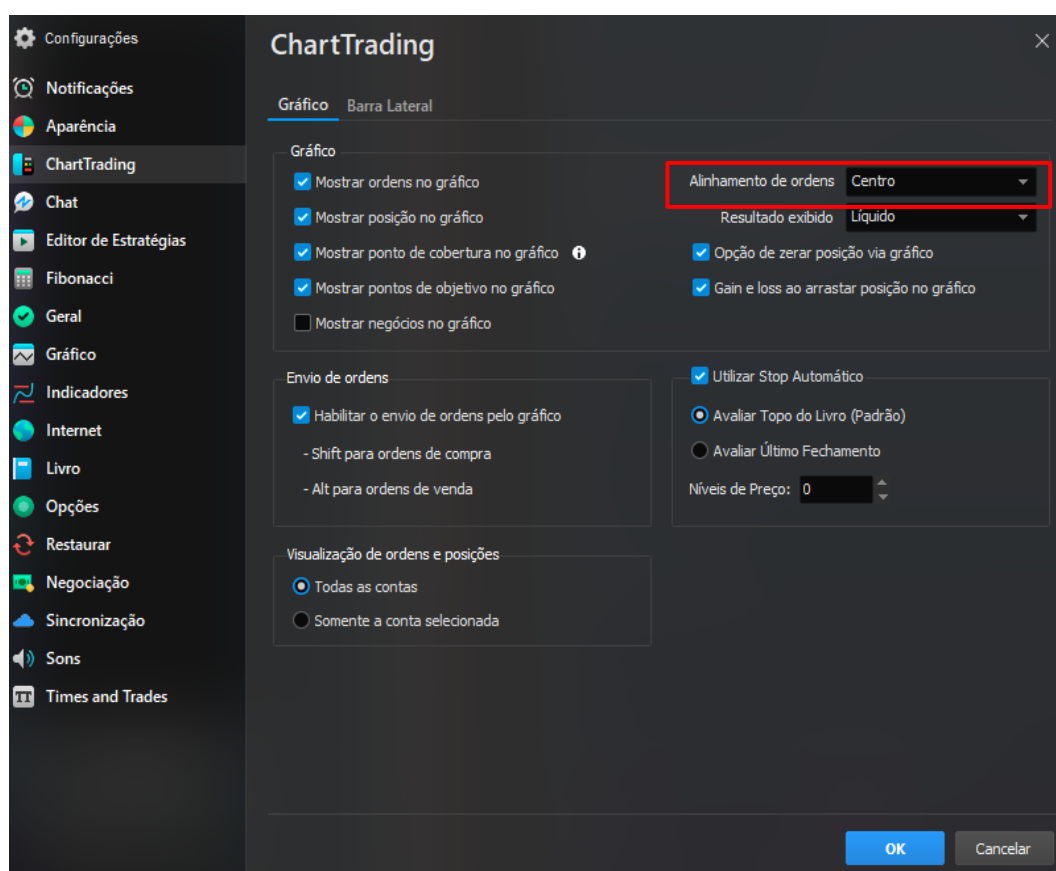 Configurações
Notificações
Aparência
ChartTrading
Chat
Editor de Estratégias
Fibonacci
Geral
Gráfico
Indicadores
Internet
Livro
Opções
Restaurar
Negociação
Sincronização
Sons
Times and Trades
ChartTrading
Gráfico Barra Lateral
Gráfico
Mostrar ordens no gráfico
Mostrar posição no gráfico
Mostrar ponto de cobertura no gráfico
Mostrar pontos de objetivo no gráfico
Mostrar negócios no gráfico
Alinhamento de ordens Centro
Resultado exibido Líquido
Opção de zerar posição via gráfico
Gain e loss ao arrastar posição no gráfico
Envio de ordens
Habilitar o envio de ordens pelo gráfico
- Shift para ordens de compra
- Alt para ordens de venda
Utilizar Stop Automático
Avaliar Topo do Livro (Padrão)
Avaliar Último Fechamento
Níveis de Preço: 0
Visualização de ordens e posições
Todas as contas
Somente a conta selecionada
OK Cancelar